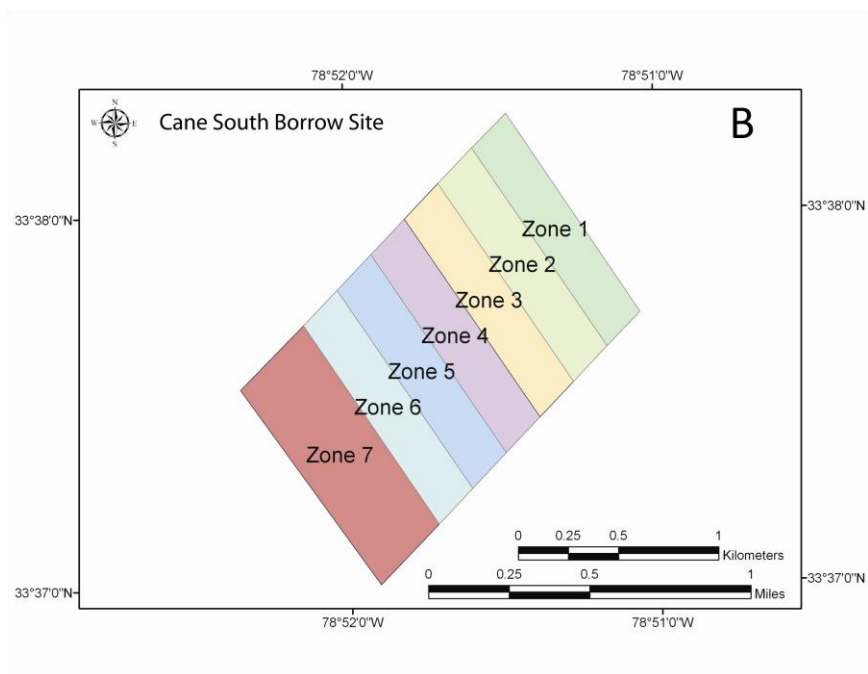 78°52'0"W
78°51'0"W
N
W E
S
Cane South Borrow Site
B
33°38'0"N
33°38'0"N
Zone 1
Zone 2
Zone 3
Zone 4
Zone 5
Zone 6
Zone 7
0 0.25 0.5 1
Kilometers
0 0.25 0.5 1
Miles
33°37'0"N
33°37'0"N
78°52'0"W
78°51'0"W